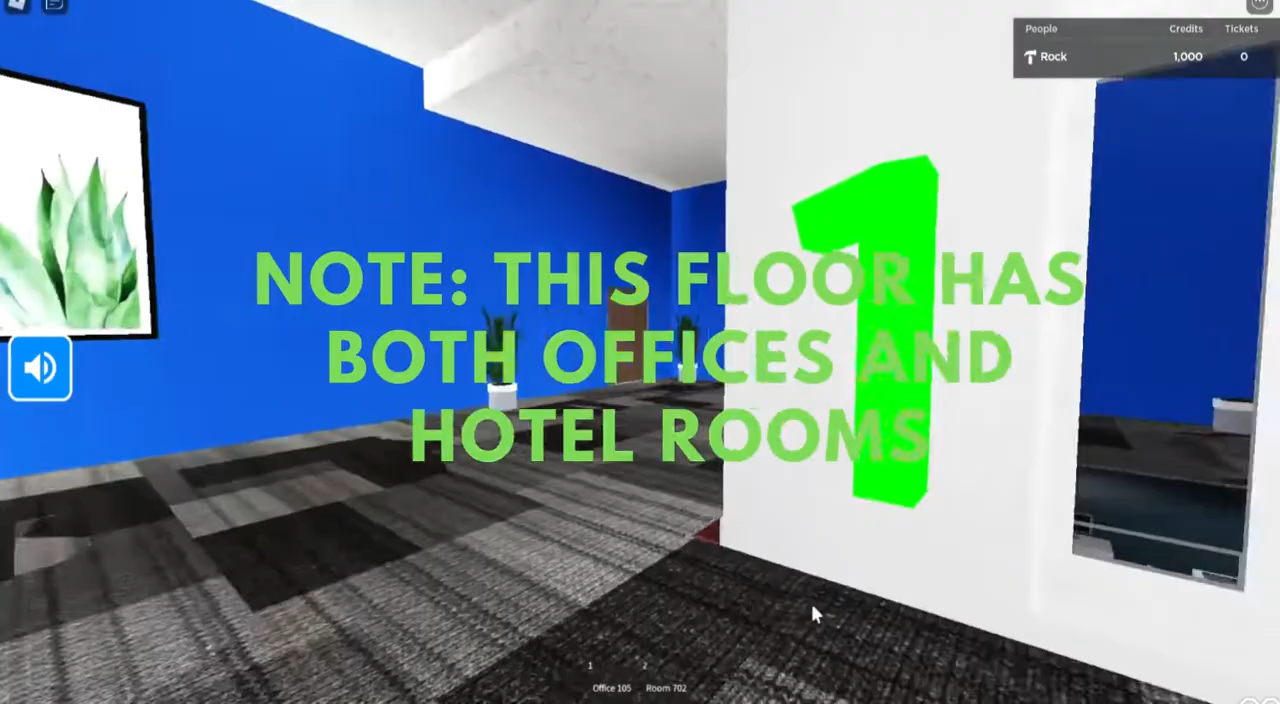 People Credits Tickets
Rock 1,000 0
1
NOTE: THIS FLOOR HAS
BOTH OFFICES AND
HOTEL ROOMS
1 2
Office 105 Room 702